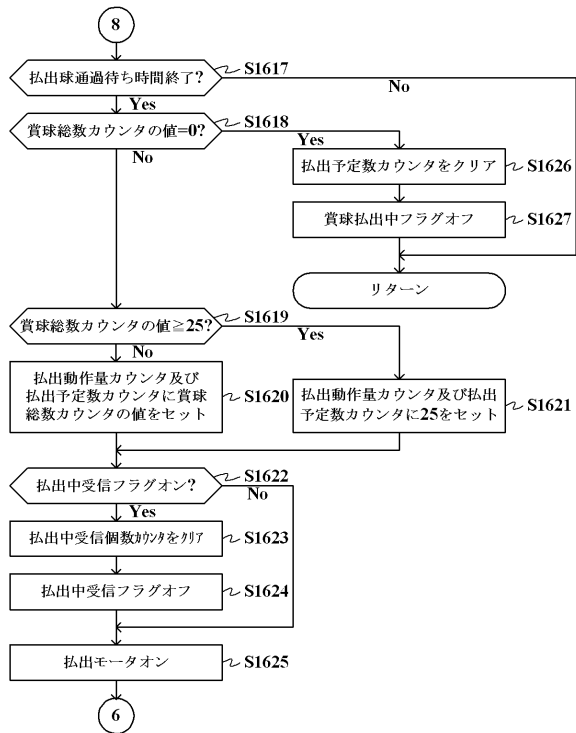 8
払出球通過待ち時間終了?
S1617
No
Yes
賞球総数カウンタの値=0?
S1618
Yes
No
払出予定数カウンタをクリア
S1626
賞球払出中フラグオフ
S1627
リターン
賞球総数カウンタの値≧25?
S1619
Yes
No
払出動作量カウンタ及び
払出予定数カウンタに賞球
総数カウンタの値をセット
S1620
払出動作量カウンタ及び払出
予定数カウンタに25をセット
S1621
払出中受信フラグオン?
S1622
No
Yes
払出中受信個数カウンタをクリア
S1623
払出中受信フラグオフ
S1624
払出モータオン
S1625
6